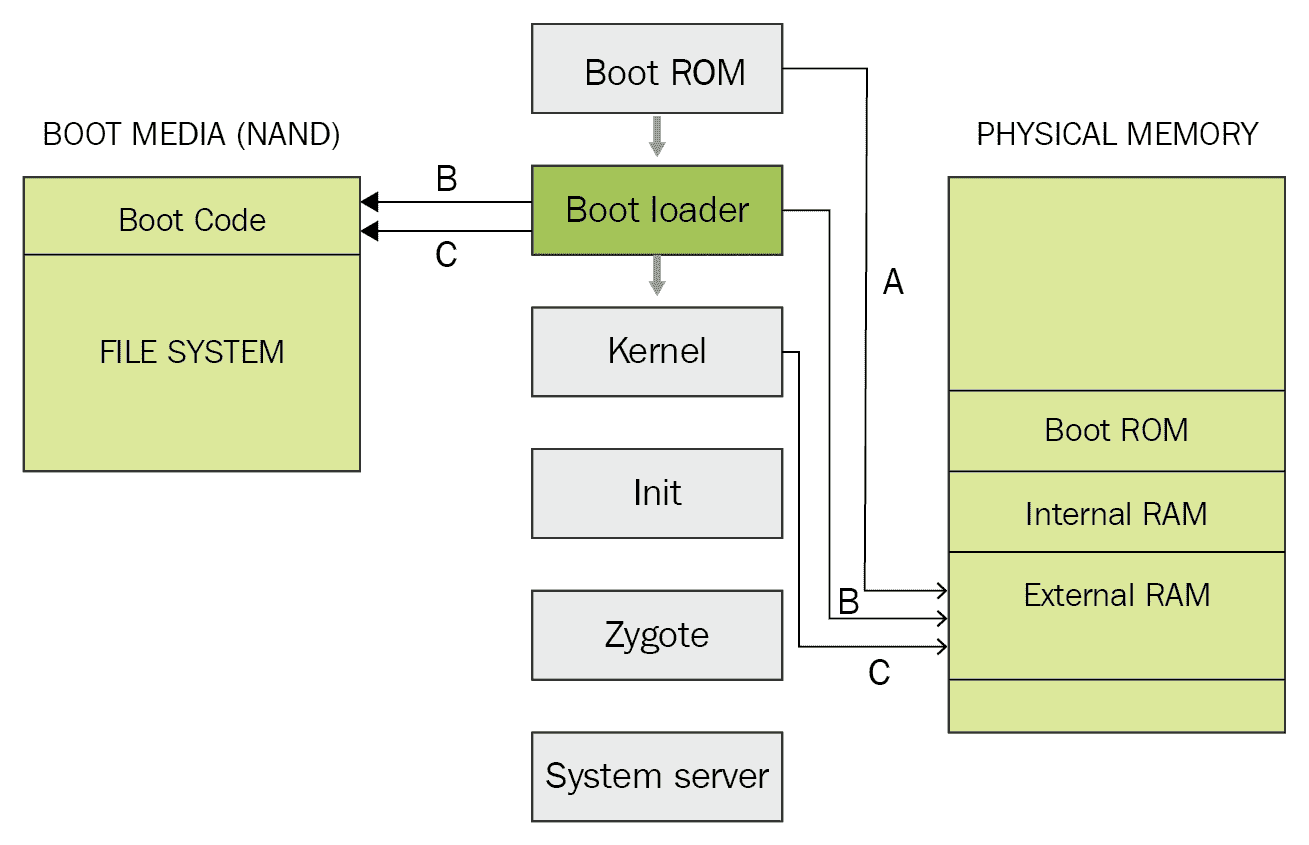 Boot ROM
BOOT MEDIA (NAND)
PHYSICAL MEMORY
B
Boot Code
Boot loader
C
A
FILE SYSTEM
Kernel
Boot ROM
Init
Internal RAM
External RAM
B
Zygote
C
System server